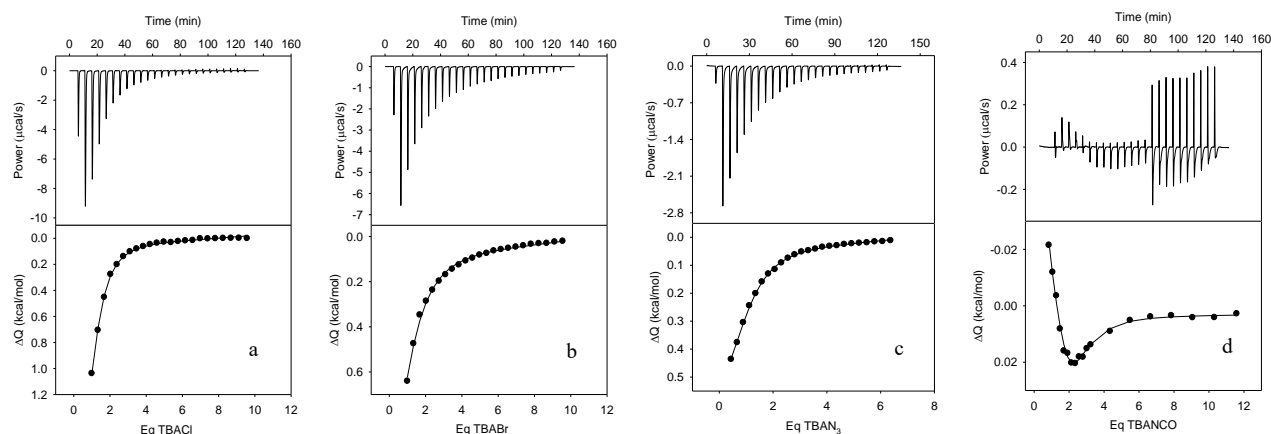 Time (min)
0 20 40 60 80 100 120 140 160
0
-2
-4
-6
-8
-10
Power (μcal/s)
0.0
0.2
0.4
0.6
0.8
1.0
1.2
ΔQ (kcal/mol)
a
0 2 4 6 8 10 12
Eq TBACl
Time (min)
0 20 40 60 80 100 120 140 160
0
-1
-2
-3
-4
-5
-6
-7
Power (μcal/s)
0.0
0.2
0.4
0.6
ΔQ (kcal/mol)
b
0 2 4 6 8 10 12
Eq TBABr
Time (min)
0 30 60 90 120 150
0.0
-0.7
-1.4
-2.1
-2.8
Power (μcal/s)
0.0
0.1
0.2
0.3
0.4
0.5
ΔQ (kcal/mol)
c
0 2 4 6 8
Eq TBAN3
Time (min)
0 20 40 60 80 100 120 140 160
0.4
0.2
0.0
-0.2
Power (μcal/s)
-0.02
0.00
0.02
ΔQ (kcal/mol)
d
0 2 4 6 8 10 12
Eq TBANCO